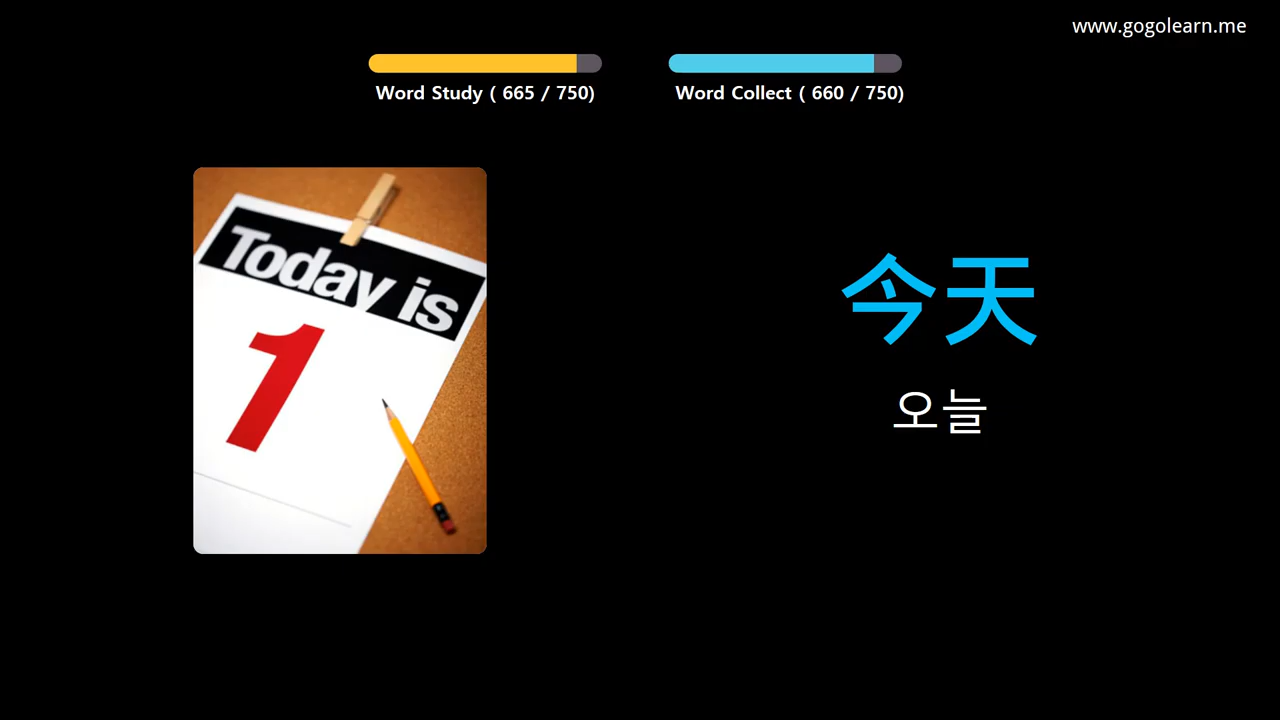 www.gogolearn.me
Word Study ( 665 / 750)
Word Collect ( 660 / 750)
Today is
1
今天
오늘